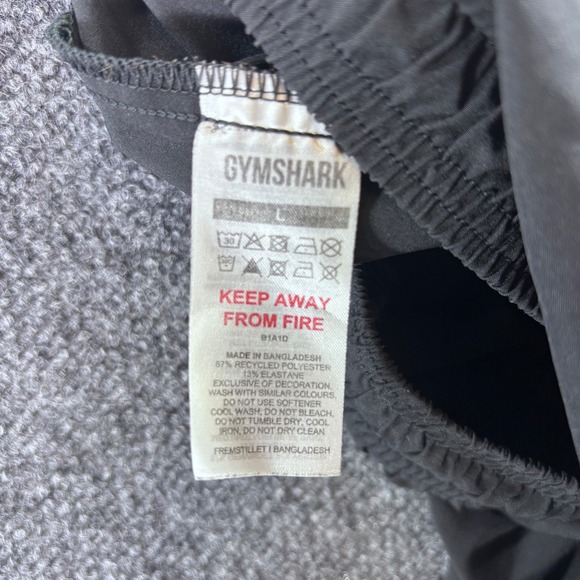 GYMSHARK
L
30
KEEP AWAY
FROM FIRE
B1A1D
MADE IN BANGLADESH
87% RECYCLED POLYESTER
13% ELASTANE
EXCLUSIVE OF DECORATION.
WASH WITH SIMILAR COLOURS.
DO NOT USE SOFTENER
COOL WASH, DO NOT BLEACH,
DO NOT TUMBLE DRY, COOL
IRON, DO NOT DRY CLEAN.
FREMSTILLET I BANGLADESH